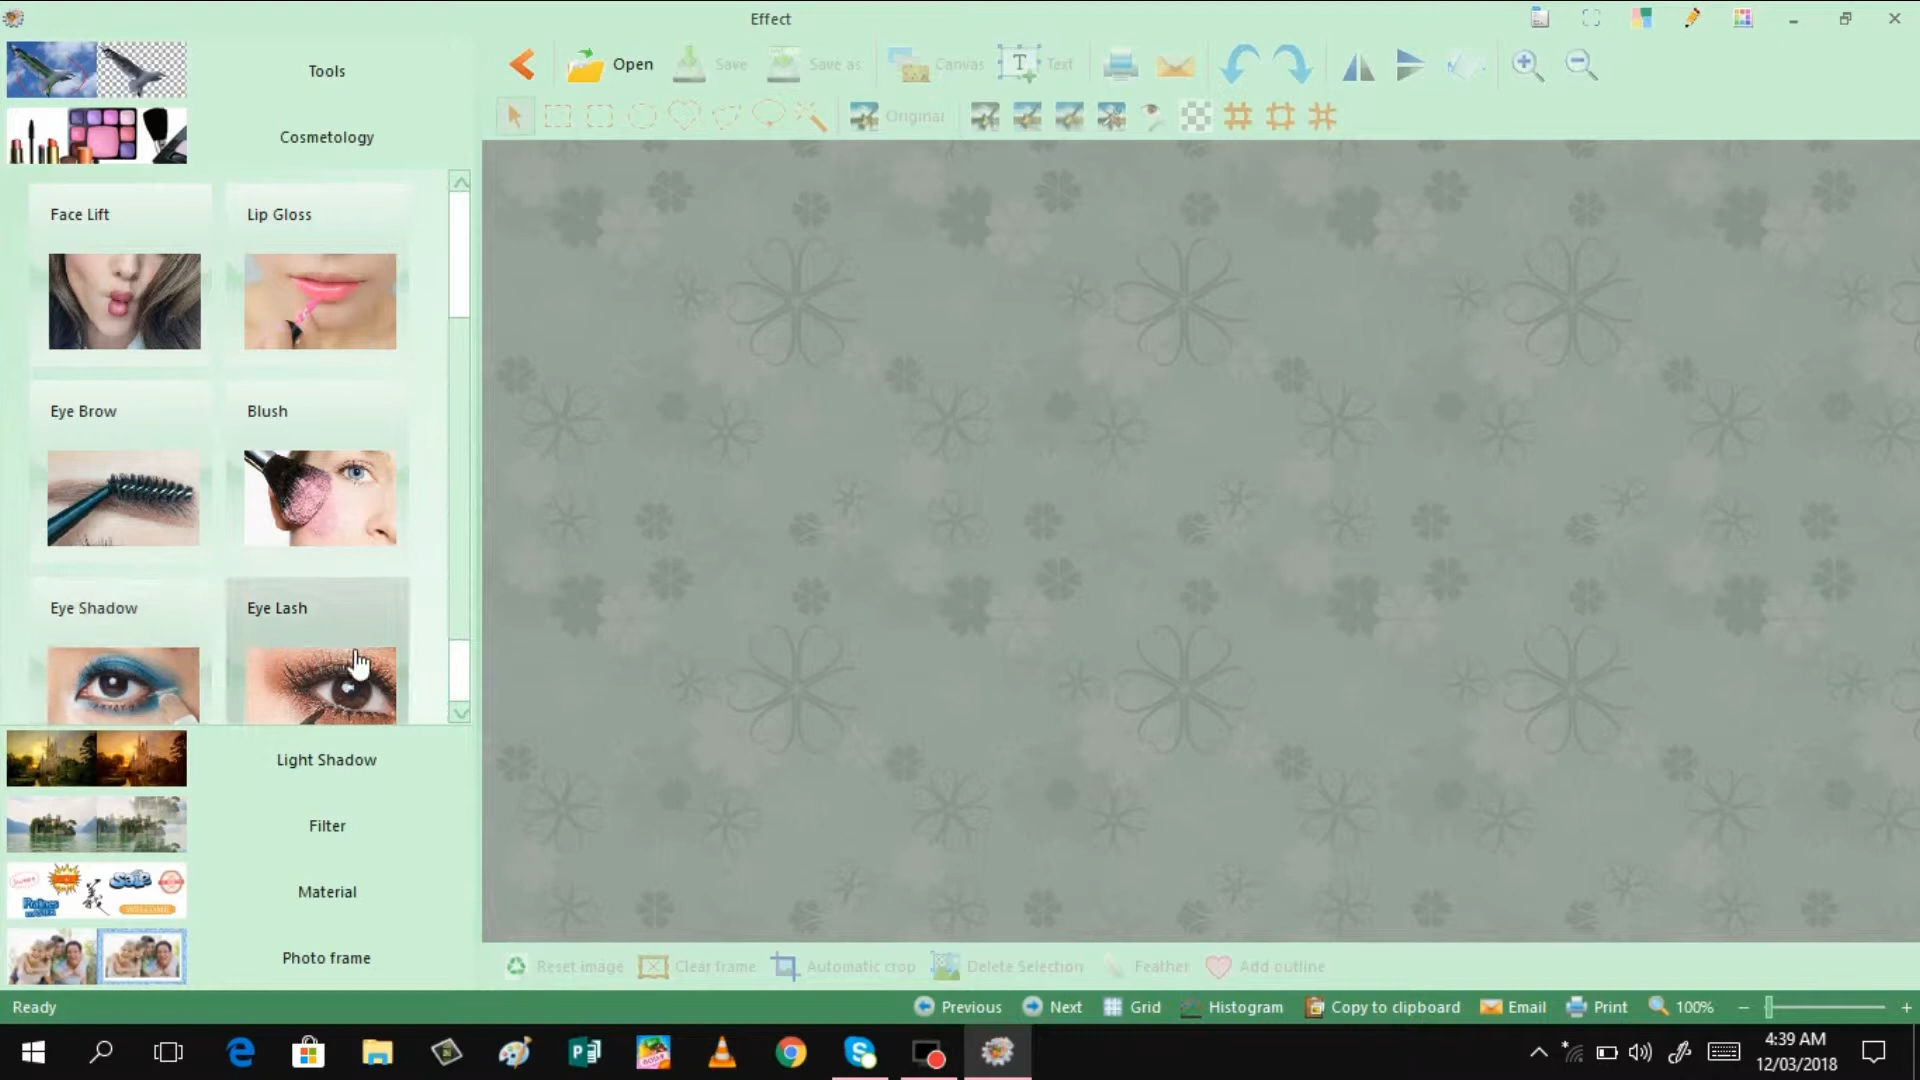 Effect
Tools
Cosmetology
Open
Save
Save as
Canvas
Text
Original
Face Lift
Lip Gloss
Eye Brow
Blush
Eye Shadow
Eye Lash
Light Shadow
Filter
Sale
WELCOME
Material
Photo frame
Reset image
Clear frame
Automatic crop
Delete Selection
Feather
Add outline
Ready
Previous
Next
Grid
Histogram
Copy to clipboard
Email
Print
100%
4:39 AM
12/03/2018